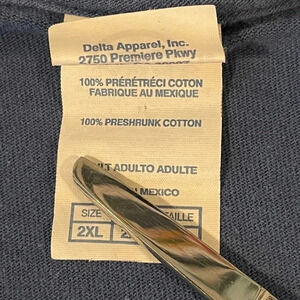 Delta Apparel, Inc.
2750 Premiere Pkwy
100% PRÉRÉTRÉCI COTON
FABRIQUE AU MEXIQUE
100% PRESHRUNK COTTON
ADULTO ADULTE
MEXICO
SIZE
2XL